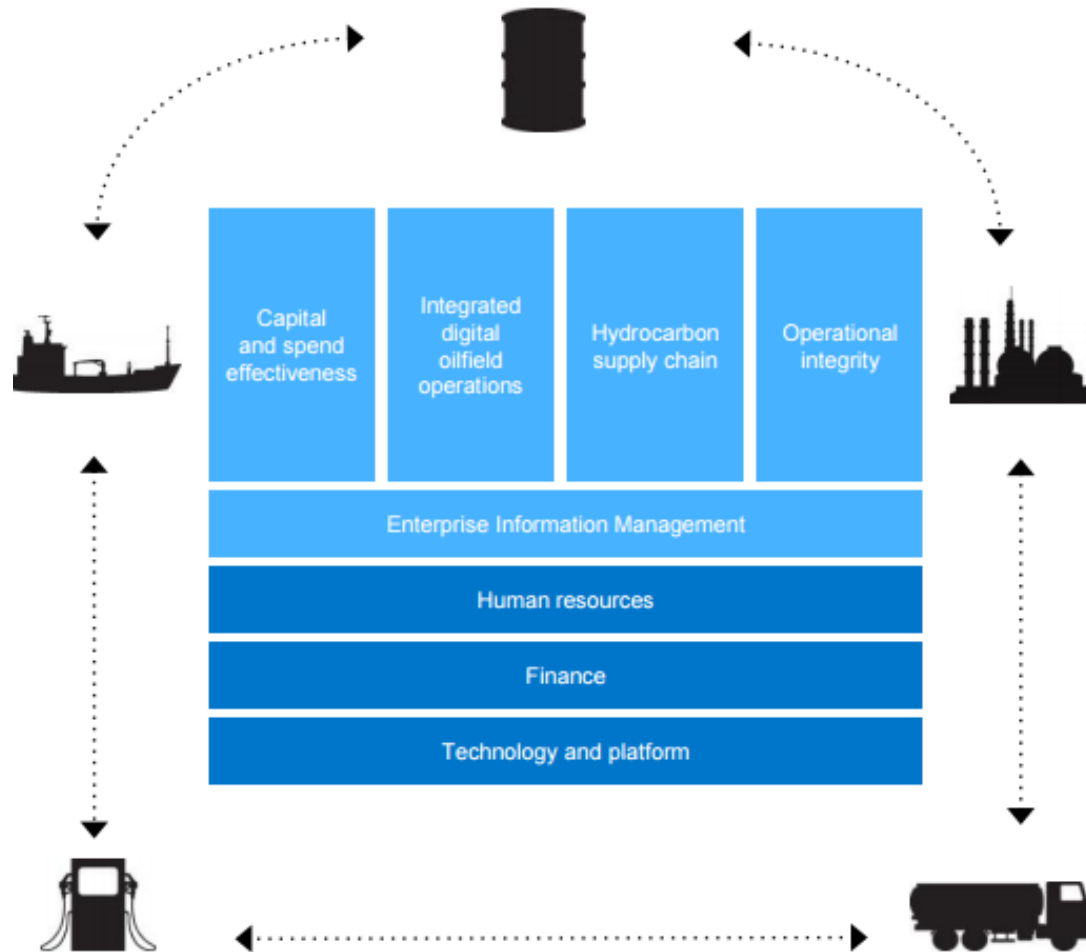 Capital
and spend
effectiveness
Integrated
digital
oilfield
operations
Hydrocarbon
supply chain
Operational
integrity
Enterprise Information Management
Human resources
Finance
Technology and platform